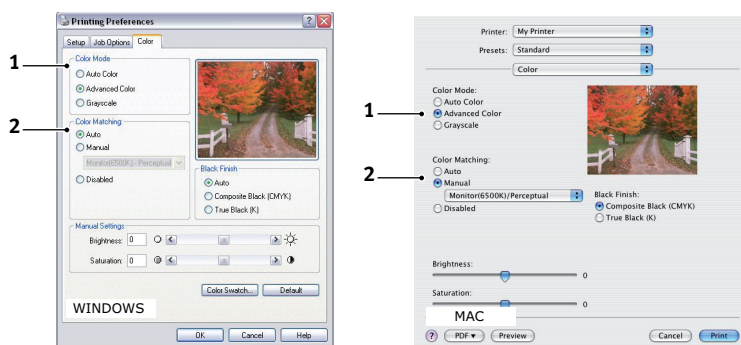 Printing Preferences
Setup Job Options Color
1
Color Mode
Auto Color
Advanced Color
Grayscale
2
Color Matching:
Auto
Manual
Monitor(6500K) - Perceptual
Disabled
Black Finish
Auto
Composite Black (CMYK)
True Black (K)
Manual Settings
Brightness: 0
Saturation: 0
Color Swatch... Default
WINDOWS
OK Cancel Help
Printer: My Printer
Presets: Standard
Color
Color Mode:
Auto Color
1
Advanced Color
Grayscale
Color Matching:
Auto
2
Manual
Monitor(6500K)/Perceptual
Disabled
Black Finish:
Composite Black (CMYK)
True Black (K)
Brightness:
0
Saturation:
0
MAC
? PDF ▾ Preview Cancel Print